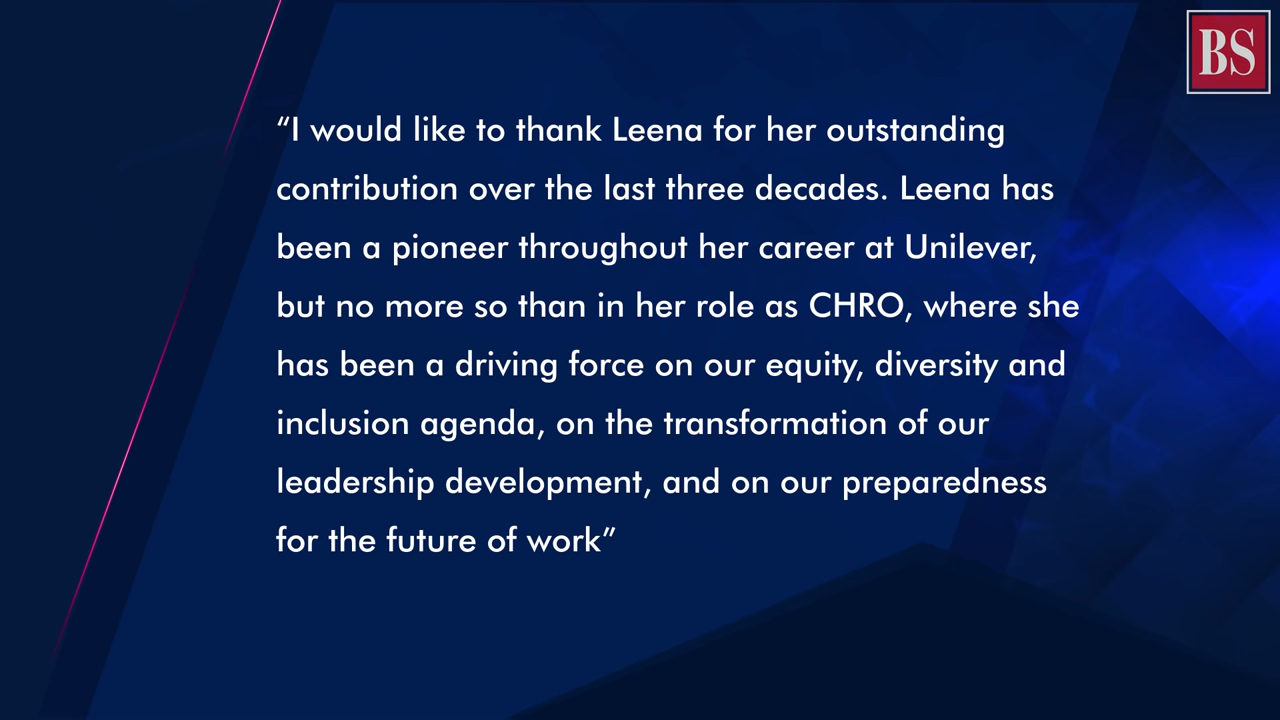 BS
“I would like to thank Leena for her outstanding
contribution over the last three decades. Leena has
been a pioneer throughout her career at Unilever,
but no more so than in her role as CHRO, where she
has been a driving force on our equity, diversity and
inclusion agenda, on the transformation of our
leadership development, and on our preparedness
for the future of work”